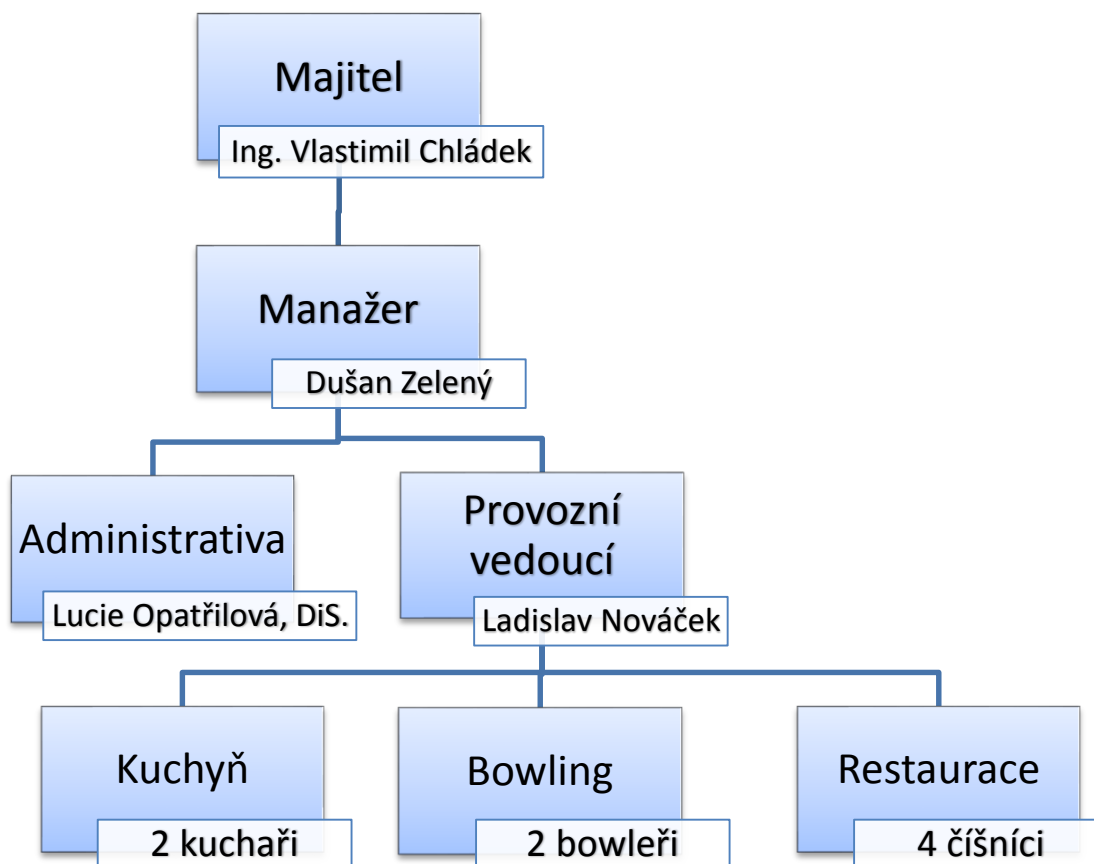 Majitel
Ing. Vlastimil Chládek
Manažer
Dušan Zelený
Administrativa
Lucie Opatřilová, DiS.
Provozní
vedoucí
Ladislav Nováček
Kuchyň
2 kuchaři
Bowling
2 bowleři
Restaurace
4 číšníci